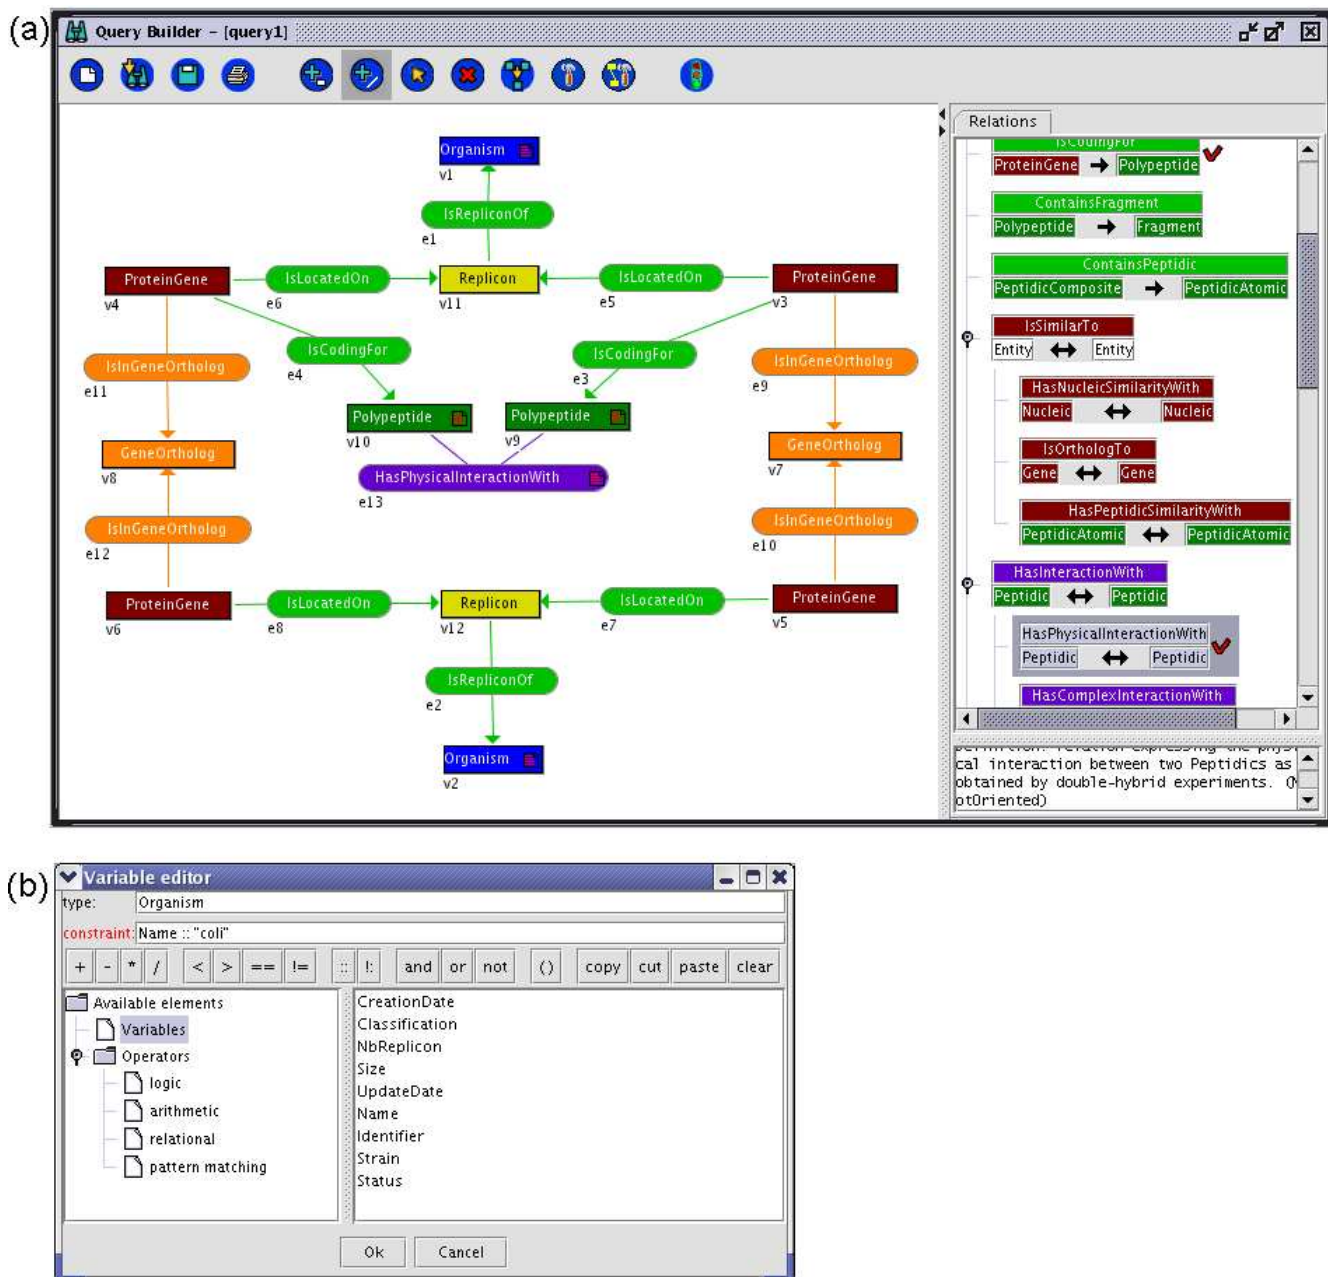 (a)
Query Builder – [query1]
Organism
v1
IsRepliconOf
e1
ProteinGene
v4
IsLocatedOn
e6
Replicon
v11
IsLocatedOn
e5
ProteinGene
v3
IsCodingFor
e4
IsCodingFor
e3
IsInGeneOrtholog
e11
IsInGeneOrtholog
e9
Polypeptide
v10
Polypeptide
v9
GeneOrtholog
v8
GeneOrtholog
v7
HasPhysicalInteractionWith
e13
IsInGeneOrtholog
e12
IsInGeneOrtholog
e10
ProteinGene
v6
IsLocatedOn
e8
Replicon
v12
IsLocatedOn
e7
ProteinGene
v5
IsRepliconOf
e2
Organism
v2
Relations
IsCodingFor
ProteinGene Polypeptide
ContainsFragment
Polypeptide Fragment
ContainsPeptidic
PeptidicComposite PeptidicAtomic
IsSimilarTo
Entity Entity
HasNucleicSimilarityWith
Nucleic Nucleic
IsOrthologTo
Gene Gene
HasPeptidicSimilarityWith
PeptidicAtomic PeptidicAtomic
HasInteractionWith
Peptidic Peptidic
HasPhysicalInteractionWith
Peptidic Peptidic
HasComplexInteractionWith
Definition: relation expressing the physi
cal interaction between two Peptidics as
obtained by double-hybrid experiments. (N
otOriented)
(b)
Variable editor
type: Organism
constraint: Name :: "coli"
+ - * / < > == != :: !: and or not () copy cut paste clear
Available elements
Variables
Operators
logic
arithmetic
relational
pattern matching
CreationDate
Classification
NbReplicon
Size
UpdateDate
Name
Identifier
Strain
Status
Ok Cancel